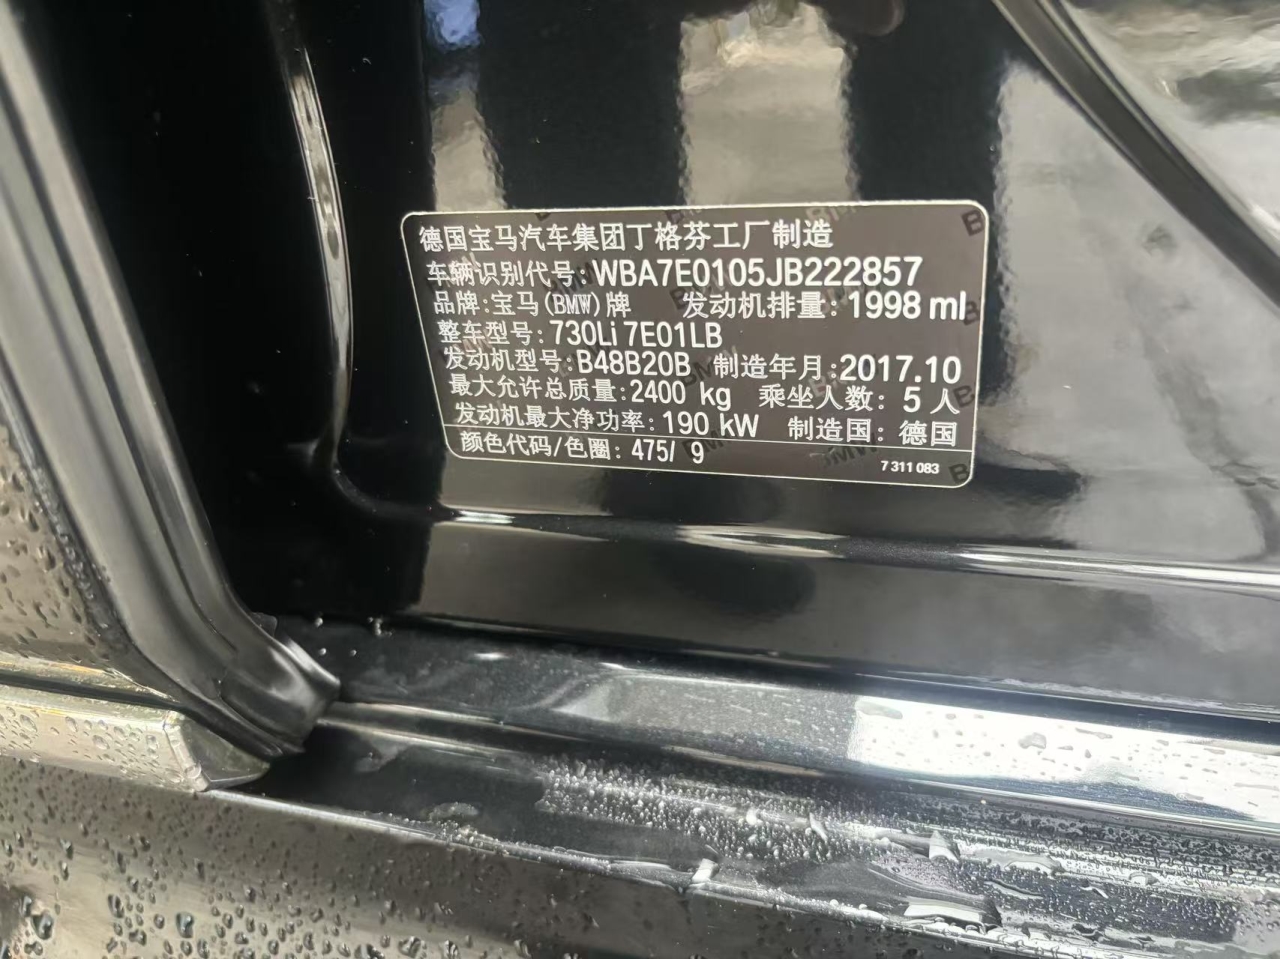 德国宝马汽车集团丁格芬工厂制造
车辆识别代号:WBA7E0105JB222857
品牌:宝马(BMW)牌 发动机排量:1998 ml
整车型号:730Li 7E01LB
发动机型号:B48B20B 制造年月:2017.10
最大允许总质量:2400 kg 乘坐人数:5人
发动机最大净功率:190 kW 制造国:德国
颜色代码/色圈:475/ 9
7 311 083